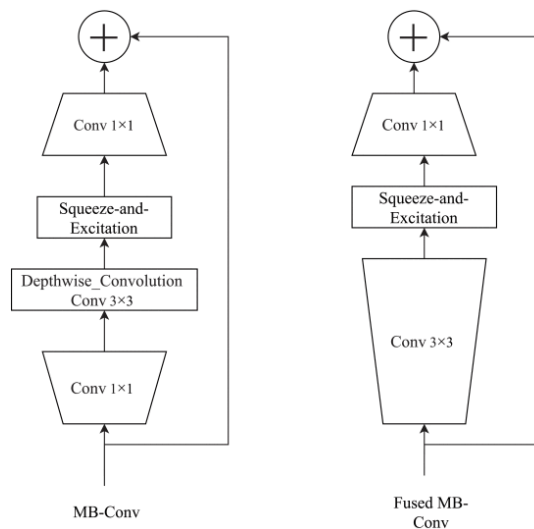 Conv 1×1
Squeeze-and-
Excitation
Depthwise_Convolution
Conv 3×3
Conv 1×1
MB-Conv
Conv 1×1
Squeeze-and-
Excitation
Conv 3×3
Fused MB-
Conv